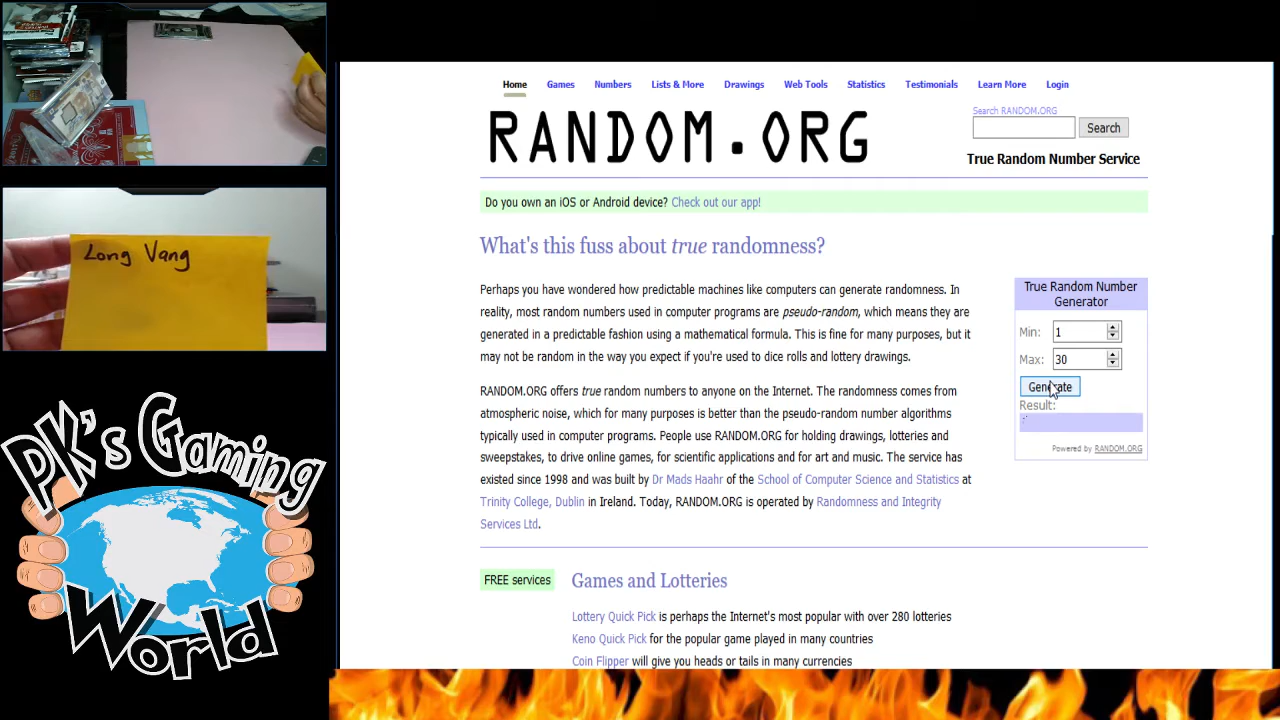 Home Games Numbers Lists & More Drawings Web Tools Statistics Testimonials Learn More Login
RANDOM.ORG
Search RANDOM.ORG
Search
True Random Number Service
Do you own an iOS or Android device? Check out our app!
What's this fuss about true randomness?
Perhaps you have wondered how predictable machines like computers can generate randomness. In
reality, most random numbers used in computer programs are pseudo-random, which means they are
generated in a predictable fashion using a mathematical formula. This is fine for many purposes, but it
may not be random in the way you expect if you're used to dice rolls and lottery drawings.
RANDOM.ORG offers true random numbers to anyone on the Internet. The randomness comes from
atmospheric noise, which for many purposes is better than the pseudo-random number algorithms
typically used in computer programs. People use RANDOM.ORG for holding drawings, lotteries and
sweepstakes, to drive online games, for scientific applications and for art and music. The service has
existed since 1998 and was built by Dr Mads Haahr of the School of Computer Science and Statistics at
Trinity College, Dublin in Ireland. Today, RANDOM.ORG is operated by Randomness and Integrity
Services Ltd.
True Random Number
Generator
Min: 1
Max: 30
Generate
Result:
Powered by RANDOM.ORG
FREE services
Games and Lotteries
Lottery Quick Pick is perhaps the Internet's most popular with over 280 lotteries
Keno Quick Pick for the popular game played in many countries
Coin Flipper will give you heads or tails in many currencies
Long Vang
PK's Gaming
World